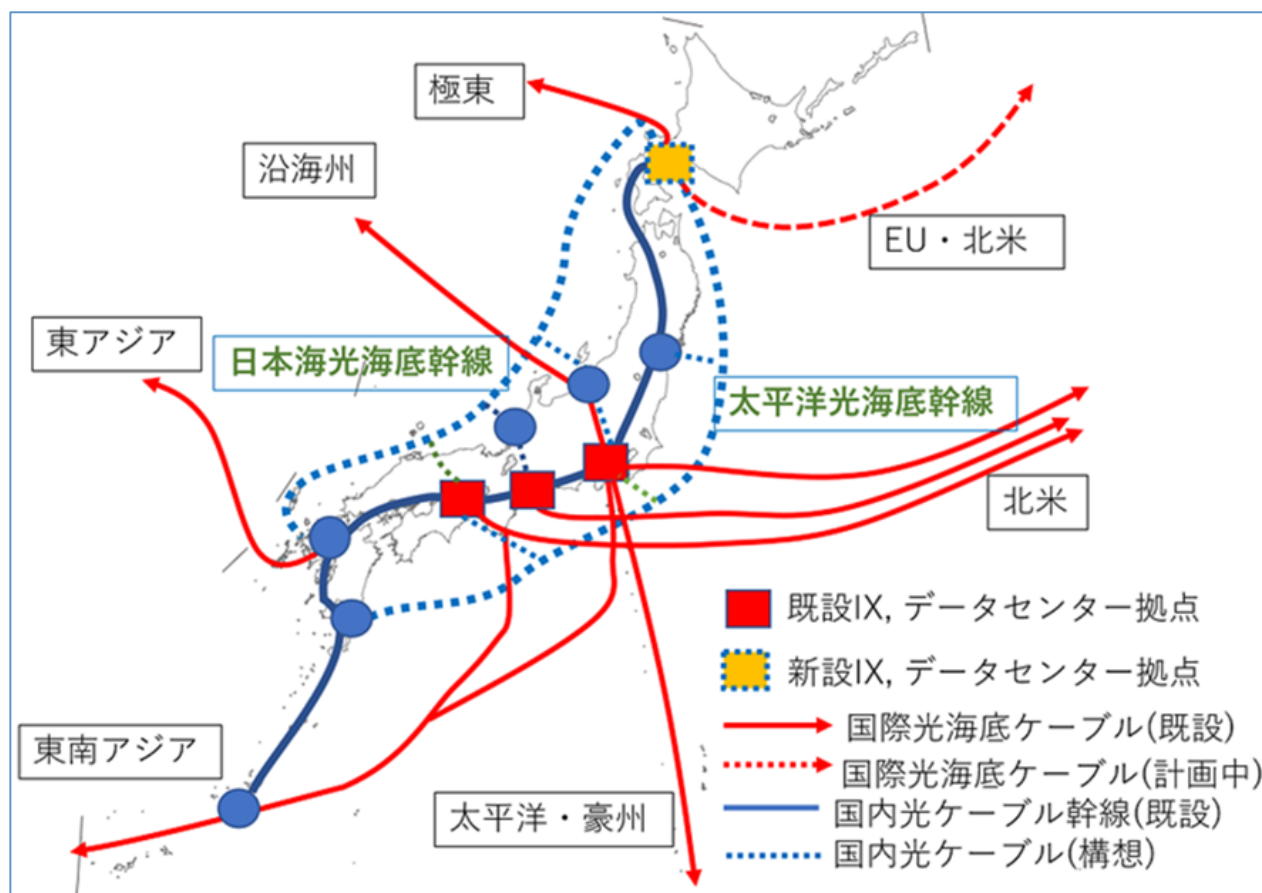 極東
沿海州
EU・北米
東アジア
日本海光海底幹線
太平洋光海底幹線
北米
既設IX, データセンター拠点
新設IX, データセンター拠点
国際光海底ケーブル(既設)
東南アジア
国際光海底ケーブル(計画中)
太平洋・豪州
国内光ケーブル幹線(既設)
国内光ケーブル(構想)